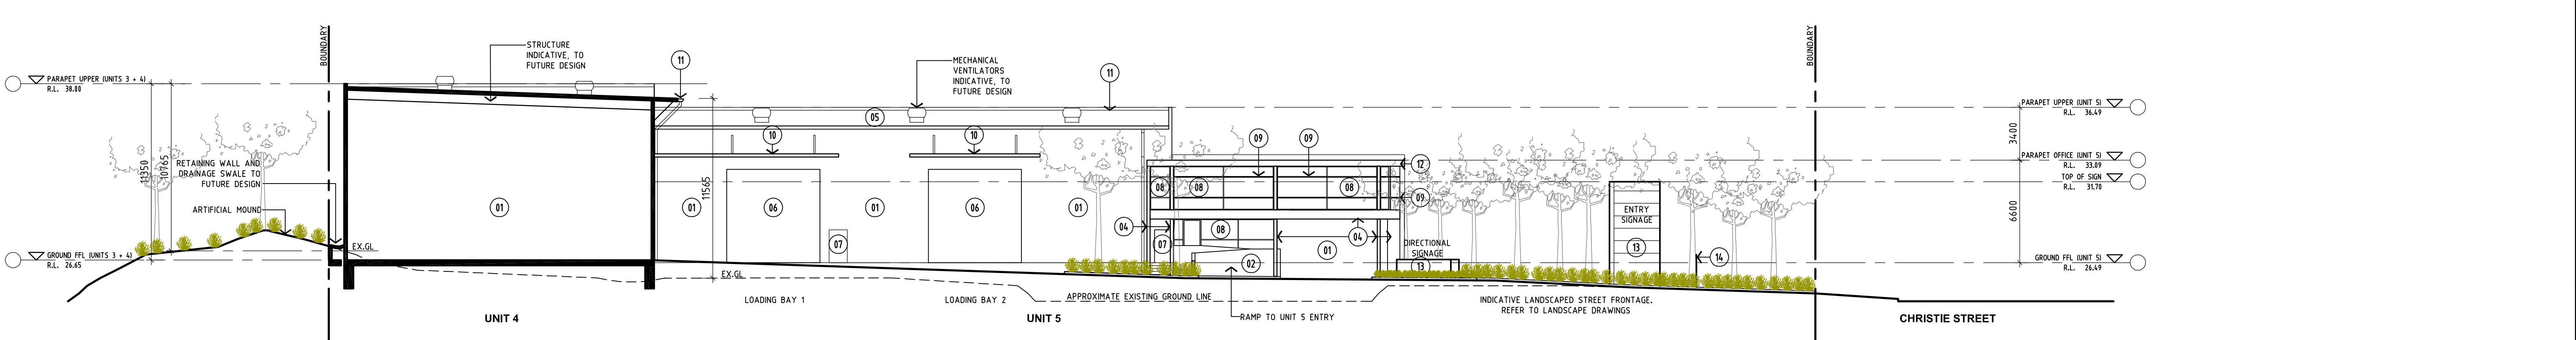 BOUNDARY
PARAPET UPPER (UNITS 3 + 4)
R.L. 38.00
11350
10765
RETAINING WALL AND
DRAINAGE SWALE TO
FUTURE DESIGN
ARTIFICIAL MOUND
GROUND FFL (UNITS 3 + 4)
R.L. 26.65
EX.GL
STRUCTURE
INDICATIVE, TO
FUTURE DESIGN
01
UNIT 4
11
11565
01
EX.GL
MECHANICAL
VENTILATORS
INDICATIVE, TO
FUTURE DESIGN
11
05
10
10
06
01
06
01
07
LOADING BAY 1
LOADING BAY 2
APPROXIMATE EXISTING GROUND LINE
UNIT 5
09
09
12
08
08
08
09
04
08
04
07
01
02
RAMP TO UNIT 5 ENTRY
DIRECTIONAL
SIGNAGE
13
ENTRY
SIGNAGE
13
14
INDICATIVE LANDSCAPED STREET FRONTAGE.
REFER TO LANDSCAPE DRAWINGS
BOUNDARY
CHRISTIE STREET
PARAPET UPPER (UNIT 5)
R.L. 36.49
3400
PARAPET OFFICE (UNIT 5)
R.L. 33.09
TOP OF SIGN
R.L. 31.70
6600
GROUND FFL (UNIT 5)
R.L. 26.49